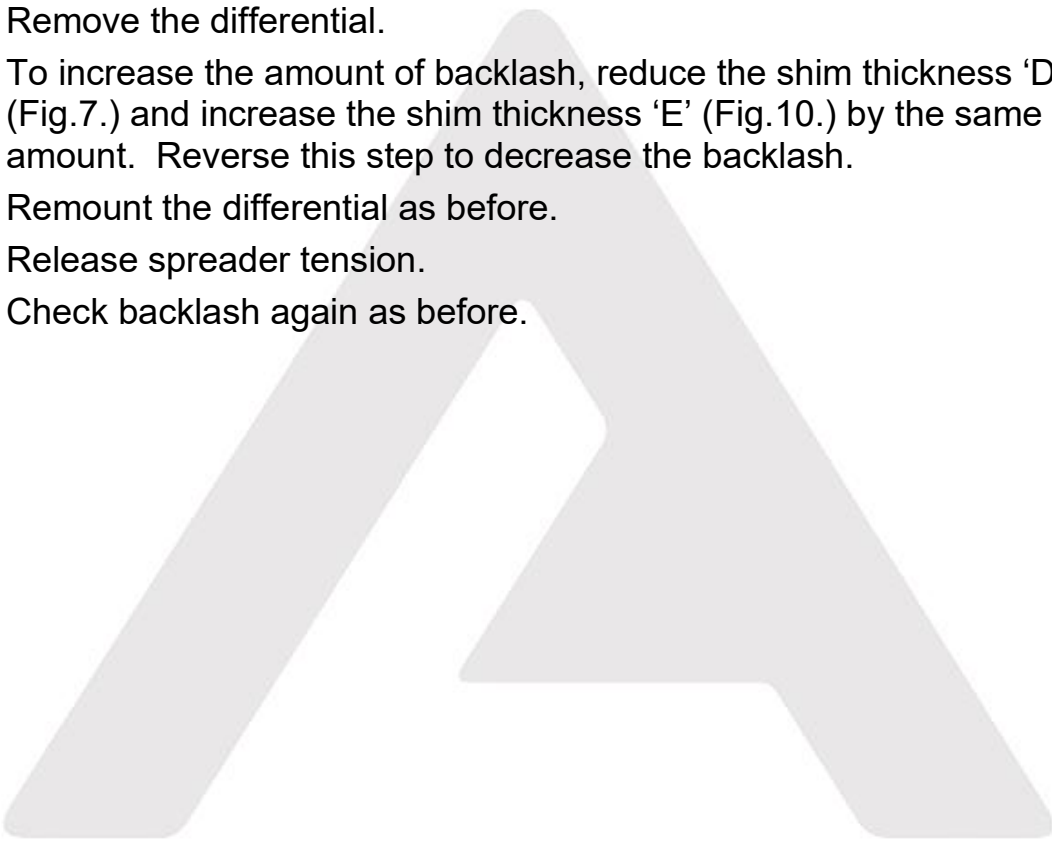 Remove the differential.
To increase the amount of backlash, reduce the shim thickness ‘D
(Fig.7.) and increase the shim thickness ‘E’ (Fig.10.) by the same
amount.  Reverse this step to decrease the backlash.
Remount the differential as before.
Release spreader tension.
Check backlash again as before.